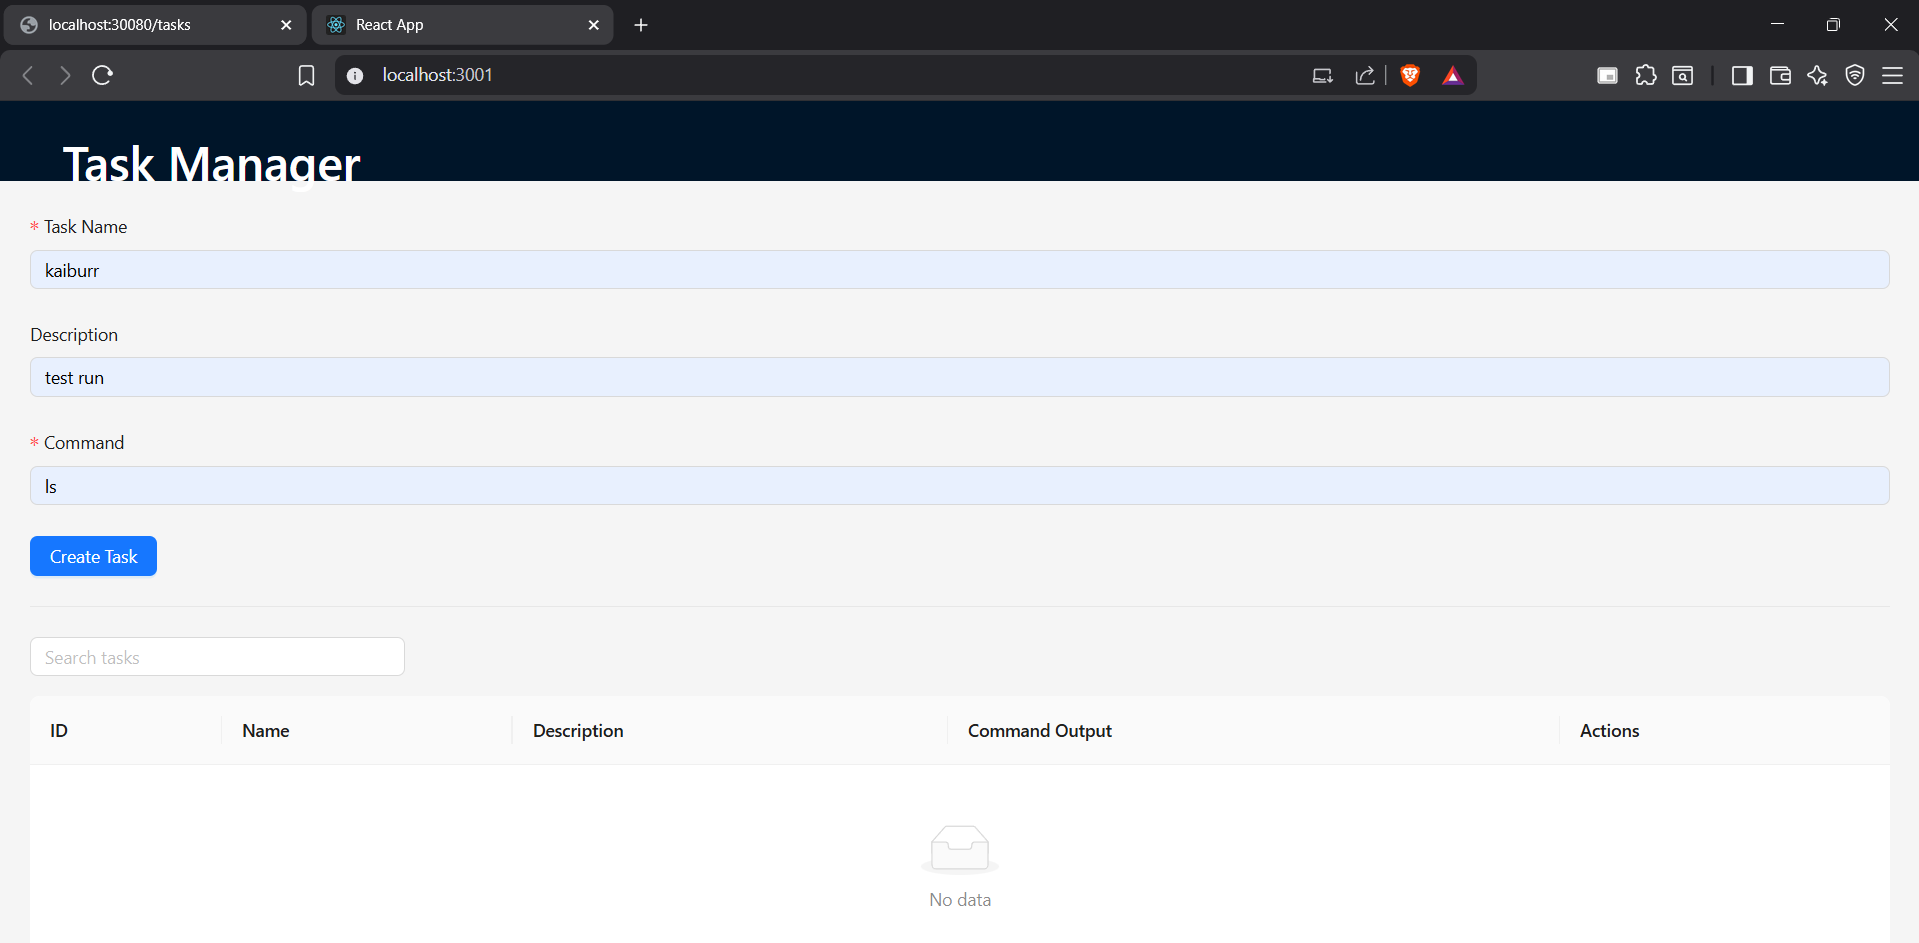 localhost:30080/tasks
React App
localhost:3001
Task Manager
* Task Name
kaiburr
Description
test run
* Command
ls
Create Task
Search tasks
ID Name Description Command Output Actions
No data